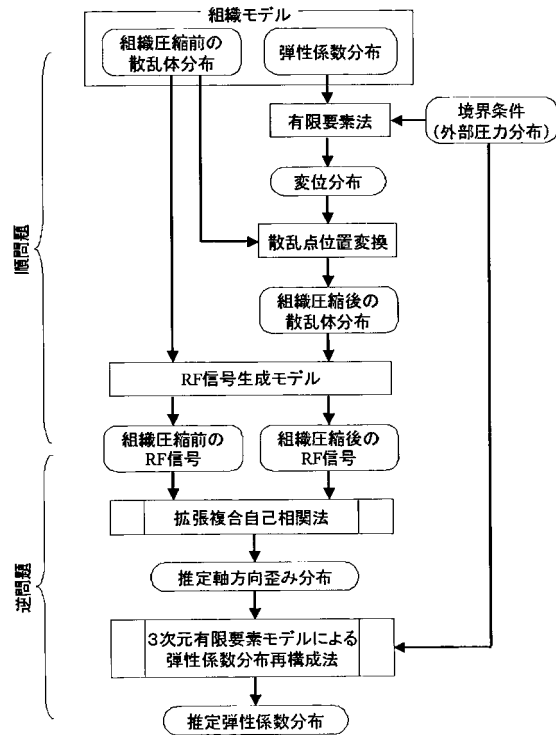 組織モデル
組織圧縮前の
散乱体分布
弾性係数分布
有限要素法
境界条件
(外部圧力分布)
変位分布
散乱点位置変換
組織圧縮後の
散乱体分布
RF信号生成モデル
順問題
組織圧縮前の
RF信号
組織圧縮後の
RF信号
拡張複合自己相関法
推定軸方向歪み分布
逆問題
3次元有限要素モデルによる
弾性係数分布再構成法
推定弾性係数分布